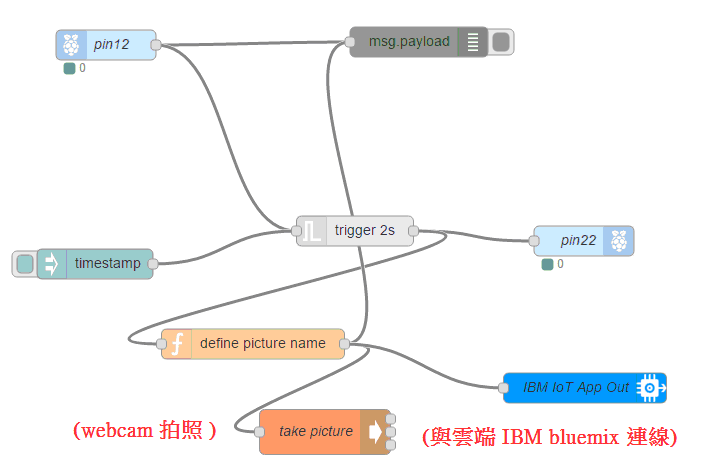 pin12
0
msg.payload
trigger 2s
pin22
0
timestamp
define picture name
IBM IoT App Out
take picture
(webcam 拍照 )
(與雲端 IBM bluemix 連線)